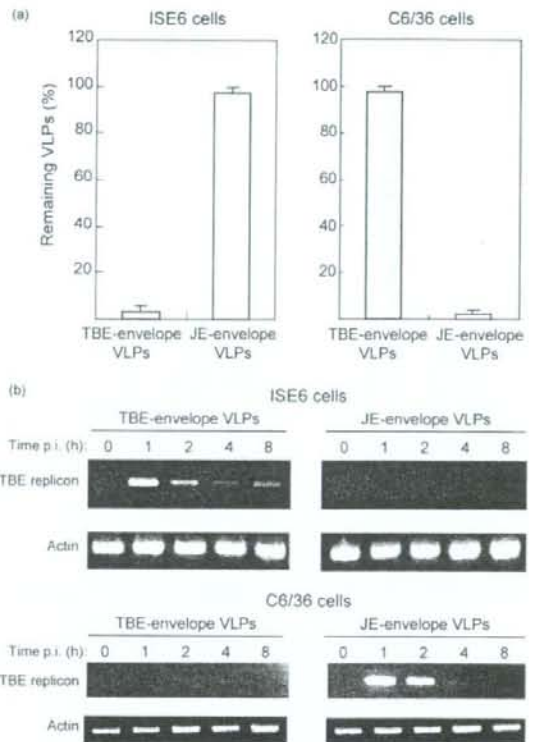 (a)
ISE6 cells
C6/36 cells
Remaining VLPs (%)
120
100
80
60
40
20
TBE-envelope VLPs
JE-envelope VLPs
120
100
80
60
40
20
TBE-envelope VLPs
JE-envelope VLPs
(b)
ISE6 cells
TBE-envelope VLPs
JE-envelope VLPs
Time p.i. (h): 0 1 2 4 8
0 1 2 4 8
TBE replicon
Actin
C6/36 cells
TBE-envelope VLPs
JE-envelope VLPs
Time p.i. (h): 0 1 2 4 8
0 1 2 4 8
TBE replicon
Actin